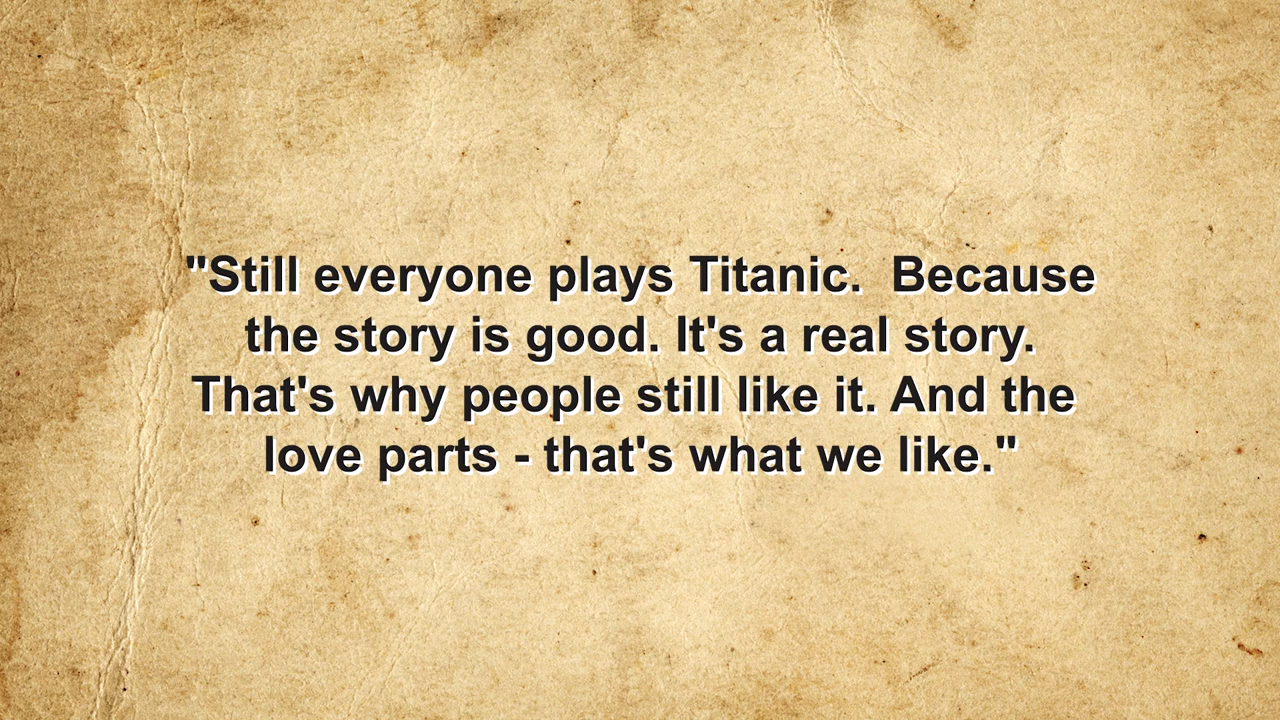 "Still everyone plays Titanic.  Because
the story is good. It's a real story.
That's why people still like it. And the
love parts - that's what we like."